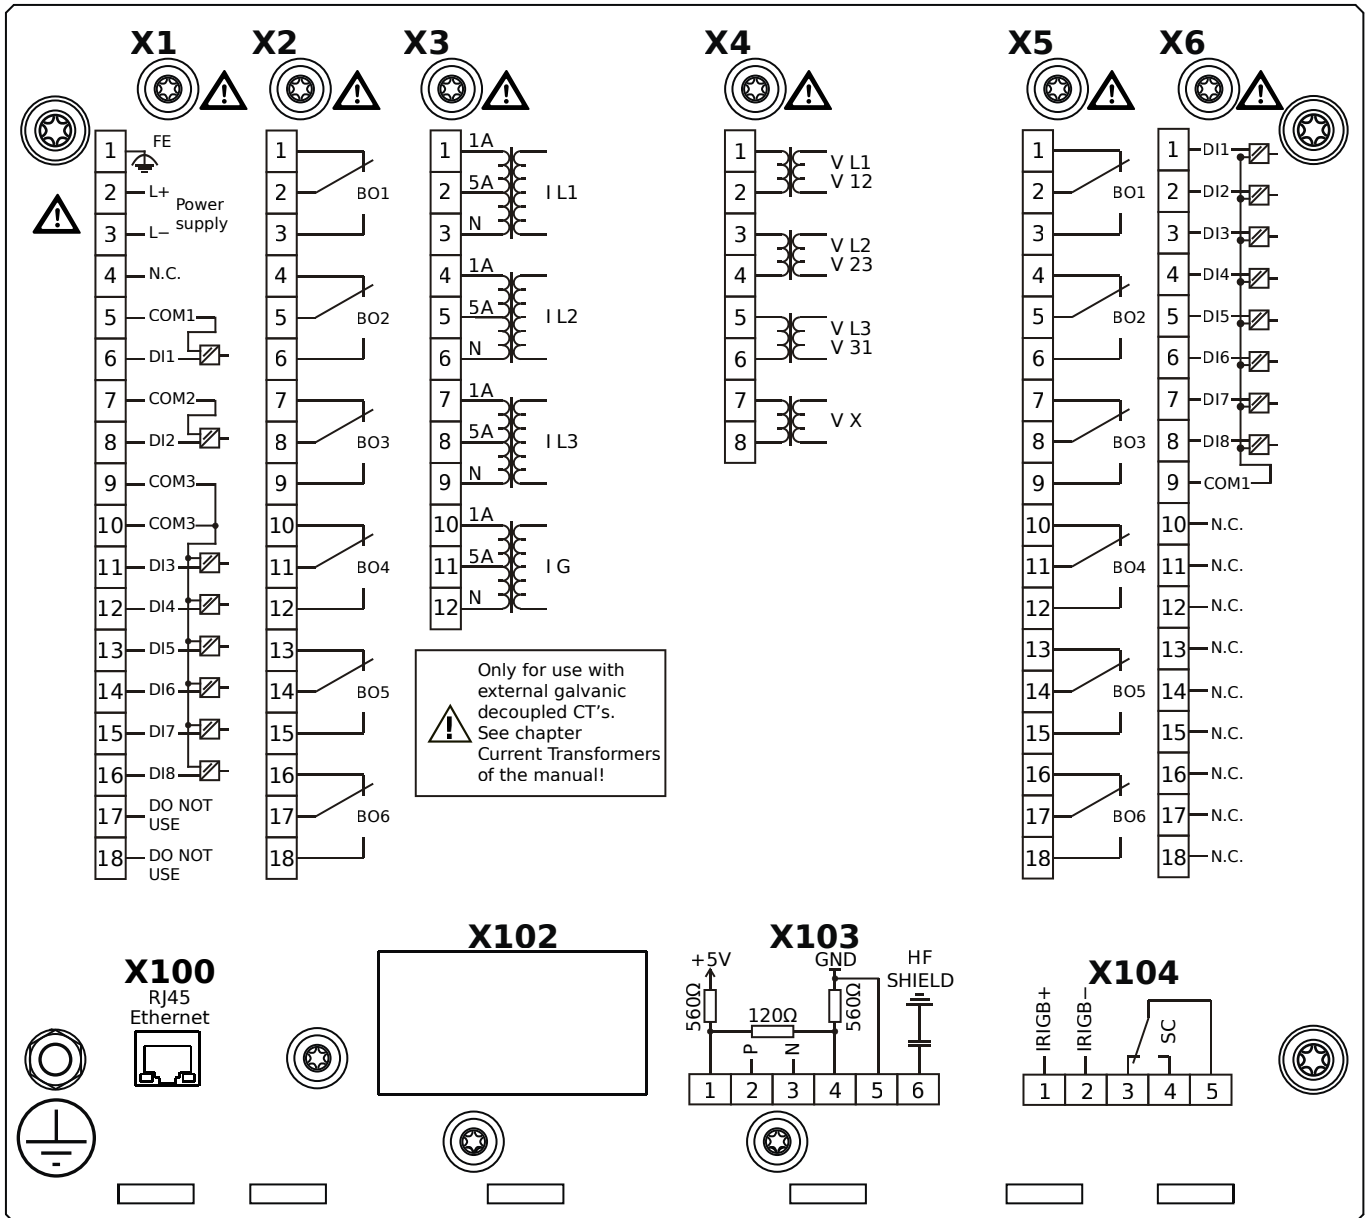 X1
X2
X3
X4
X5
X6
1 FE
2 L+
Power
supply
3 L−
4 N.C.
5 COM1
6 DI1
7 COM2
8 DI2
9 COM3
10 COM3
11 DI3
12 DI4
13 DI5
14 DI6
15 DI7
16 DI8
17 DO NOT
USE
18 DO NOT
USE
1
2 BO1
3
4
5 BO2
6
7
8 BO3
9
10
11 BO4
12
13
14 BO5
15
16
17 BO6
18
1 1A
2 5A I L1
3 N
4 1A
5 5A I L2
6 N
7 1A
8 5A I L3
9 N
10 1A
11 5A I G
12 N
Only for use with
external galvanic
decoupled CT's.
See chapter
Current Transformers
of the manual!
1 V L1
2 V 12
3 V L2
4 V 23
5 V L3
6 V 31
7 V X
8
1
2 BO1
3
4
5 BO2
6
7
8 BO3
9
10
11 BO4
12
13
14 BO5
15
16
17 BO6
18
1 DI1
2 DI2
3 DI3
4 DI4
5 DI5
6 DI6
7 DI7
8 DI8
9 COM1
10 N.C.
11 N.C.
12 N.C.
13 N.C.
14 N.C.
15 N.C.
16 N.C.
17 N.C.
18 N.C.
X100
RJ45
Ethernet
X102
X103
+5V GND HF
SHIELD
560Ω 120Ω 560Ω
P N
1 2 3 4 5 6
X104
IRIGB+ IRIGB− SC
1 2 3 4 5